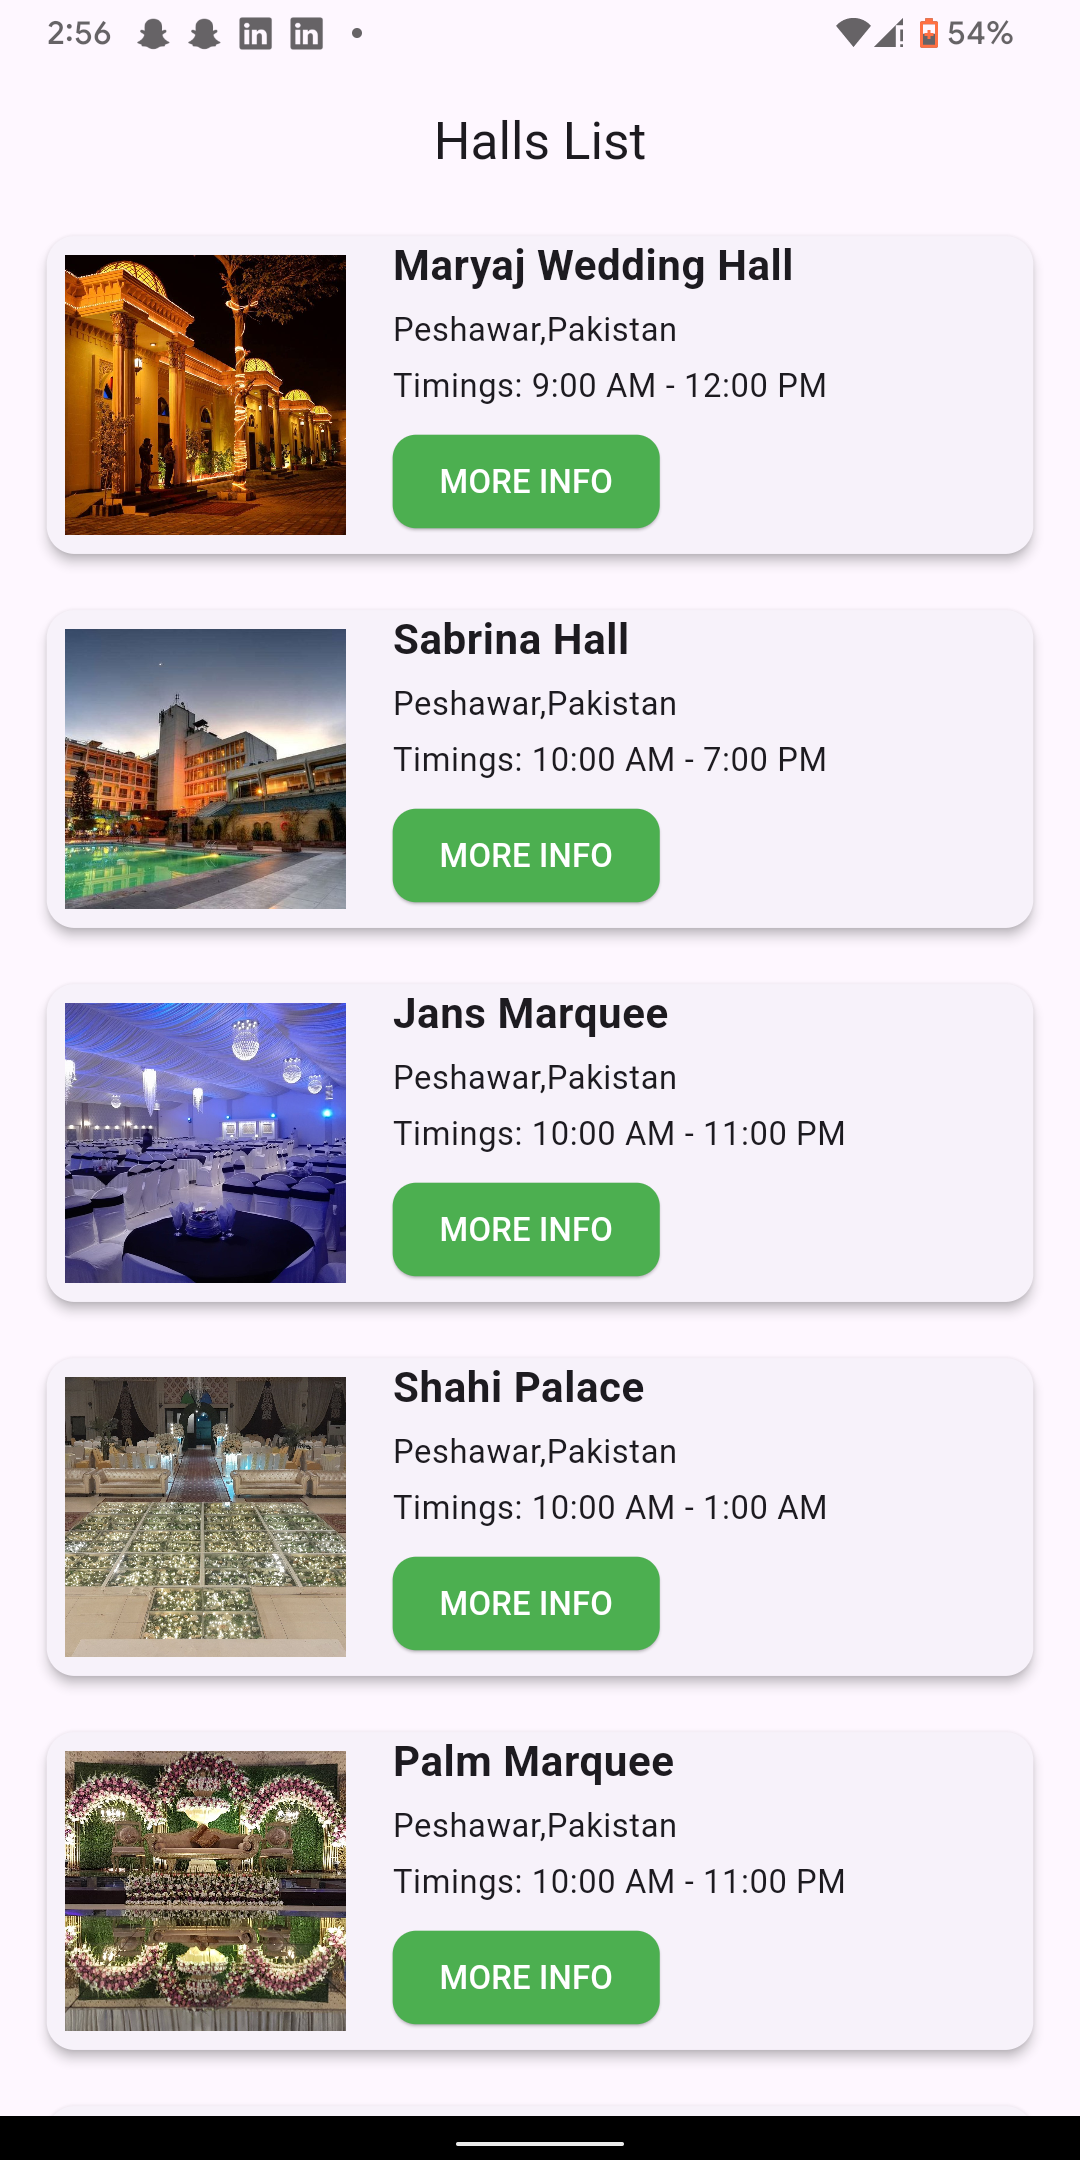 2:56
54%
Halls List
Maryaj Wedding Hall
Peshawar,Pakistan
Timings: 9:00 AM - 12:00 PM
MORE INFO
Sabrina Hall
Peshawar,Pakistan
Timings: 10:00 AM - 7:00 PM
MORE INFO
Jans Marquee
Peshawar,Pakistan
Timings: 10:00 AM - 11:00 PM
MORE INFO
Shahi Palace
Peshawar,Pakistan
Timings: 10:00 AM - 1:00 AM
MORE INFO
Palm Marquee
Peshawar,Pakistan
Timings: 10:00 AM - 11:00 PM
MORE INFO